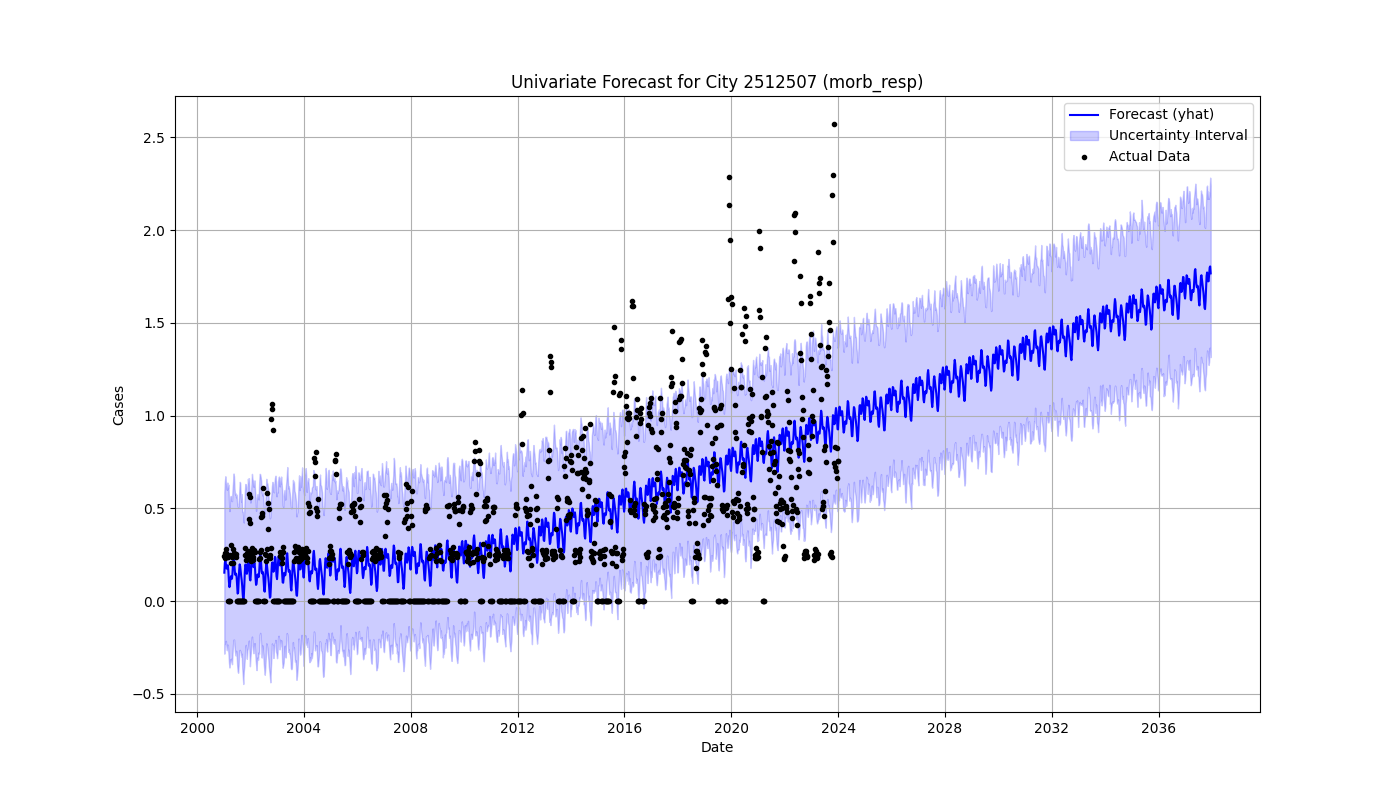 Univariate Forecast for City 2512507 (morb_resp)
Forecast (yhat)
Uncertainty Interval
Actual Data
Cases
2.5
2.0
1.5
1.0
0.5
0.0
−0.5
2000 2004 2008 2012 2016 2020 2024 2028 2032 2036
Date